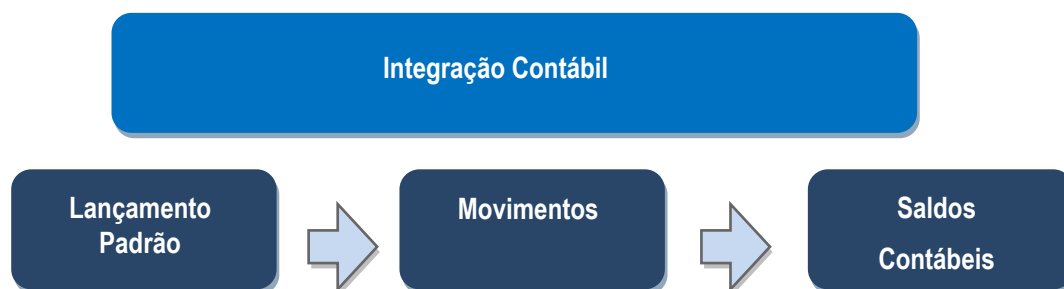 Integração Contábil
Lançamento
Padrão
Movimentos
Saldos
Contábeis